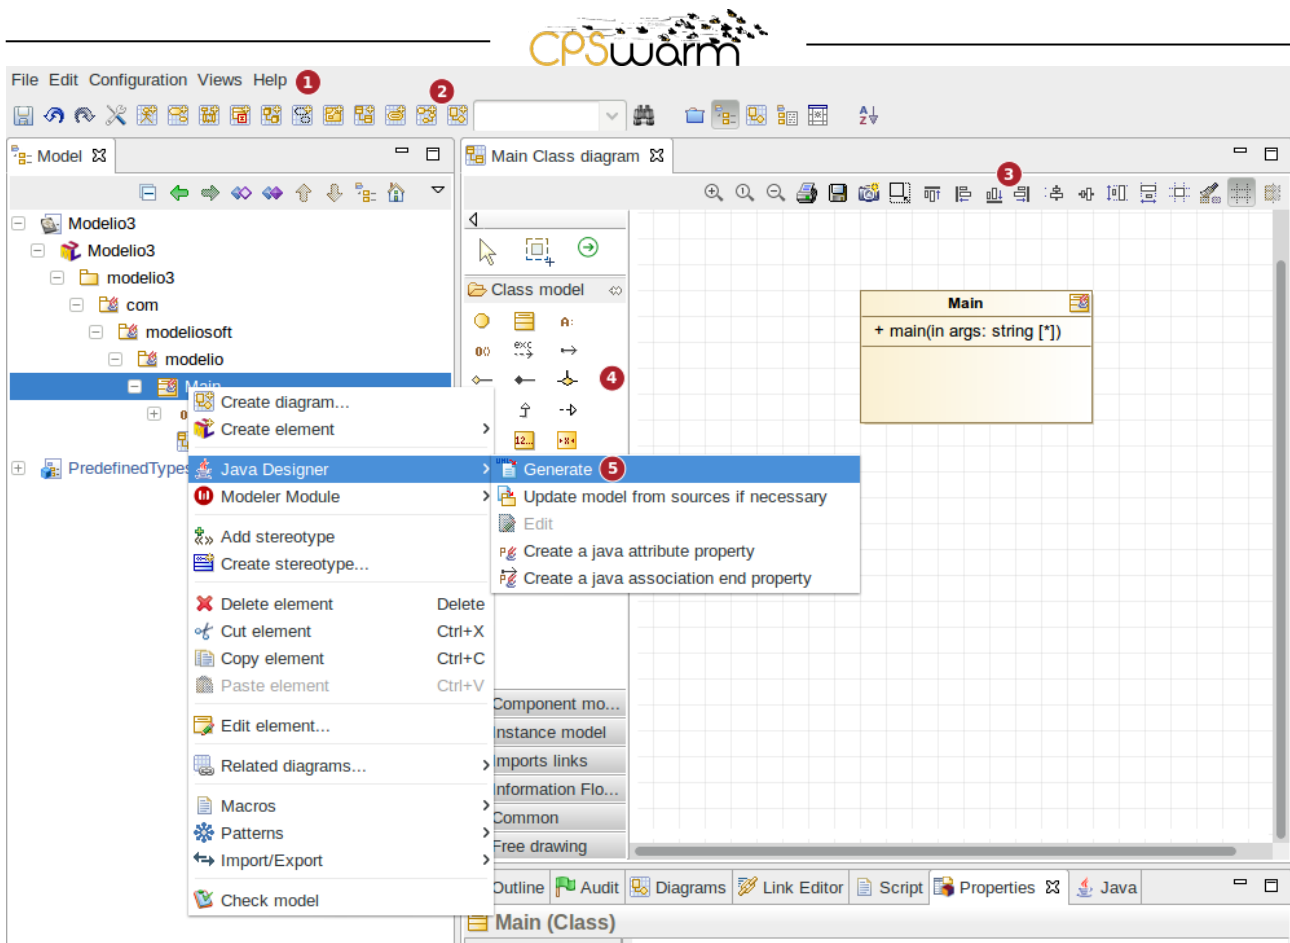 CPSwarm
File Edit Configuration Views Help 1
2
Model
Main Class diagram
3
Modelio3
Modelio3
modelio3
com
modeliosoft
modelio
Main
PredefinedTypes
Class model
4
Main
+ main(in args: string [*])
Create diagram...
Create element
Java Designer
Modeler Module
Add stereotype
Create stereotype...
Delete element Delete
Cut element Ctrl+X
Copy element Ctrl+C
Paste element Ctrl+V
Edit element...
Related diagrams...
Macros
Patterns
Import/Export
Check model
Generate 5
Update model from sources if necessary
Edit
Create a java attribute property
Create a java association end property
Component mo...
Instance model
Imports links
Information Flo...
Common
Free drawing
Outline Audit Diagrams Link Editor Script Properties Java
Main (Class)